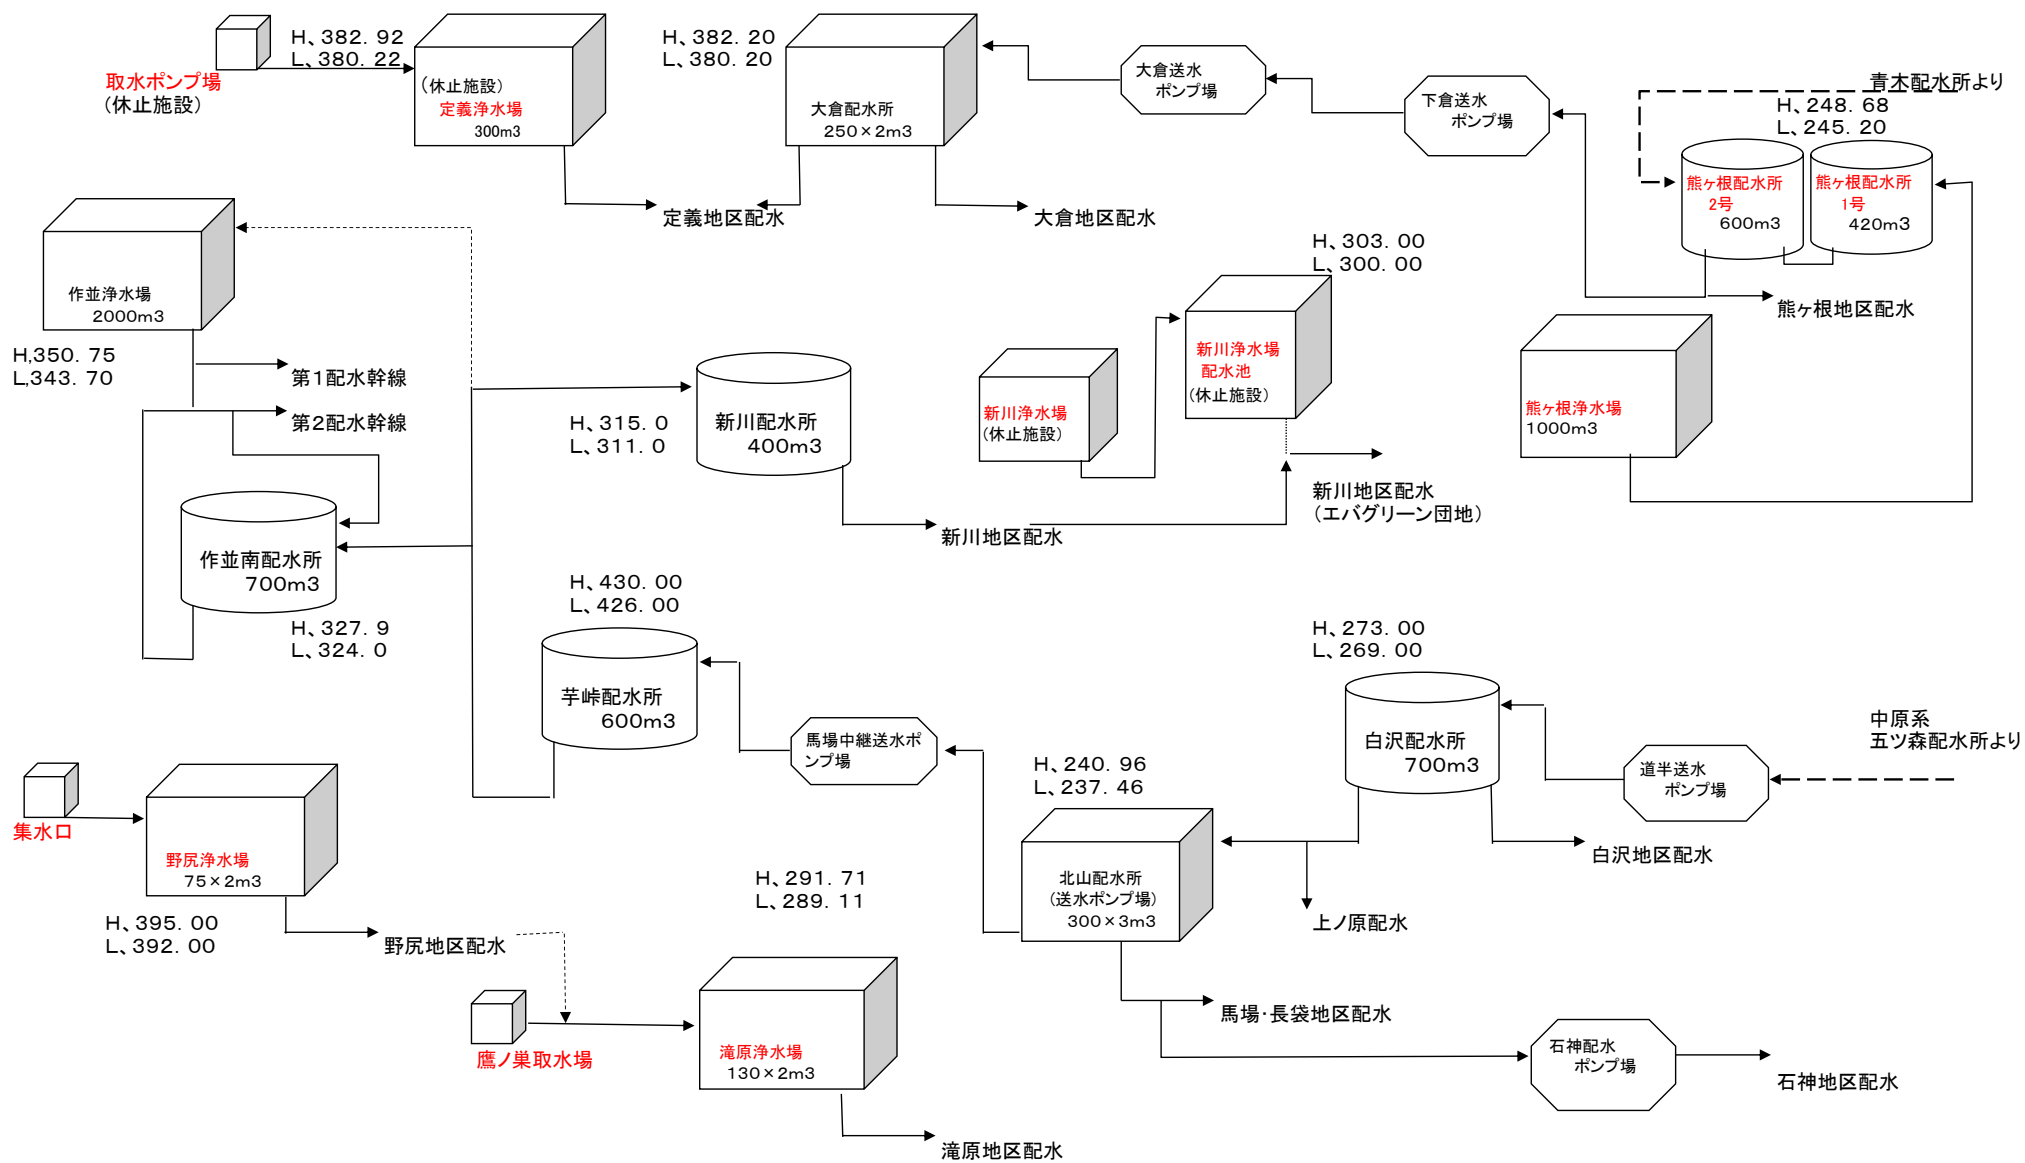 H、382．92
L、380．22
取水ポンプ場
（休止施設）
（休止施設）
定義浄水場
300m3
H、382．20
L、380．20
大倉配水所
250×2m3
大倉送水
ポンプ場
下倉送水
ポンプ場
青木配水所より
H、248．68
L、245．20
熊ヶ根配水所
2号
600m3
熊ヶ根配水所
1号
420m3
定義地区配水
大倉地区配水
熊ヶ根地区配水
作並浄水場
2000m3
H,350．75
L,343．70
第1配水幹線
第2配水幹線
H、315．0
L、311．0
新川配水所
400m3
新川地区配水
新川浄水場
（休止施設）
H、303．00
L、300．00
新川浄水場
配水池
（休止施設）
新川地区配水
（エバグリーン団地）
熊ヶ根浄水場
1000m3
作並南配水所
700m3
H、327．9
L、324．0
H、430．00
L、426．00
芋峠配水所
600m3
馬場中継送水ポ
ンプ場
H、273．00
L、269．00
白沢配水所
700m3
中原系
五ツ森配水所より
道半送水
ポンプ場
白沢地区配水
H、240．96
L、237．46
北山配水所
（送水ポンプ場）
300×3m3
上ノ原配水
馬場・長袋地区配水
石神配水
ポンプ場
石神地区配水
集水口
野尻浄水場
75×2m3
H、395．00
L、392．00
野尻地区配水
H、291．71
L、289．11
鷹ノ巣取水場
滝原浄水場
130×2m3
滝原地区配水